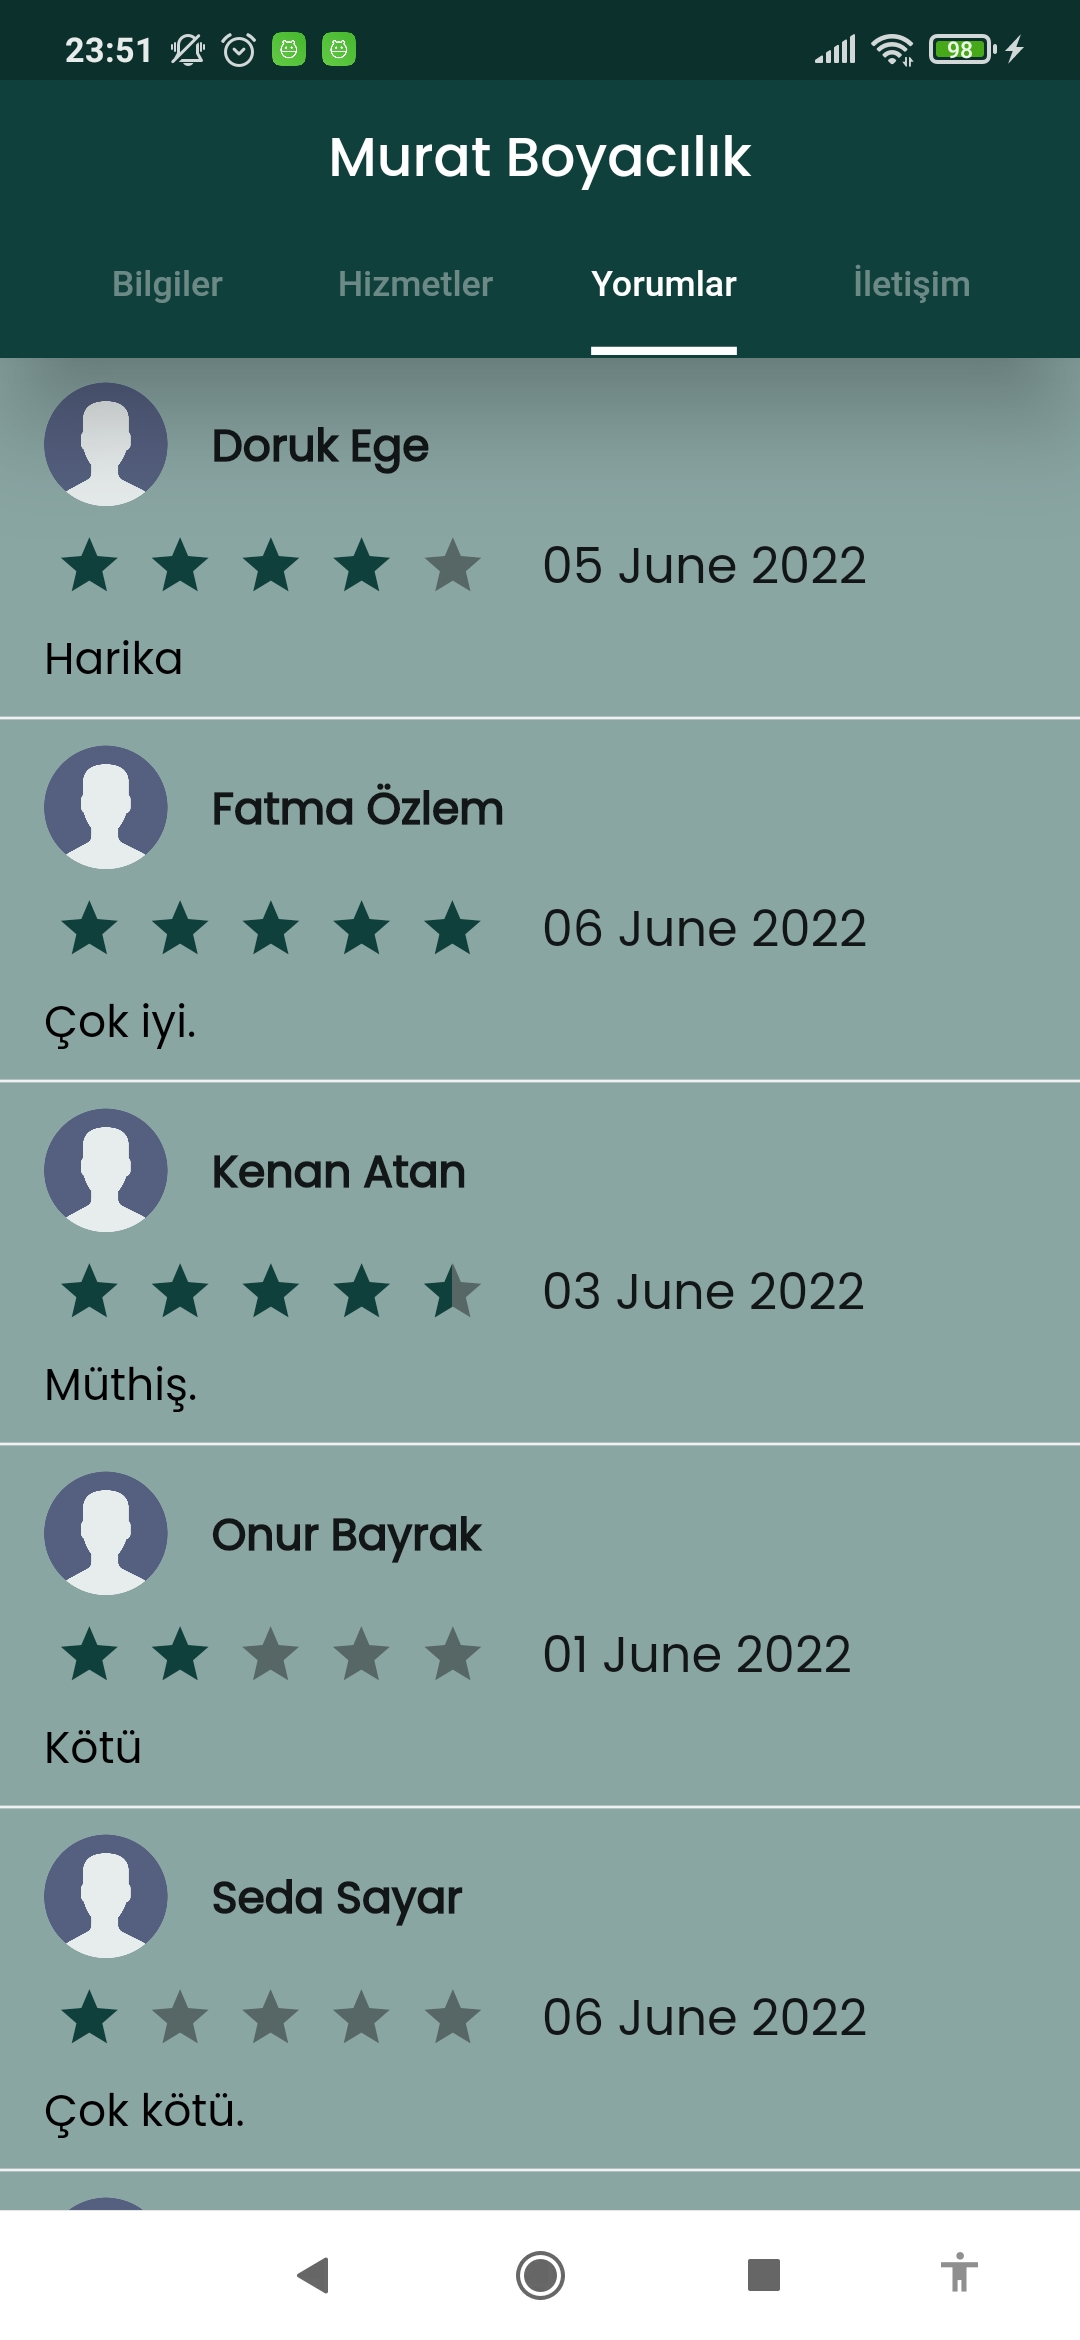 23:51
98
Murat Boyacılık
Bilgiler Hizmetler Yorumlar İletişim
Doruk Ege
05 June 2022
Harika
Fatma Özlem
06 June 2022
Çok iyi.
Kenan Atan
03 June 2022
Müthiş.
Onur Bayrak
01 June 2022
Kötü
Seda Sayar
06 June 2022
Çok kötü.